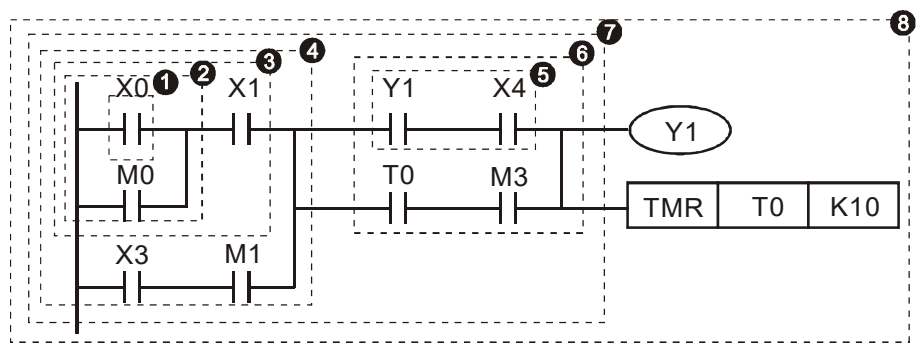 8
7
4 6
3
1 2 5
X0 X1 Y1 X4
Y1
M0 T0 M3
TMR T0 K10
X3 M1